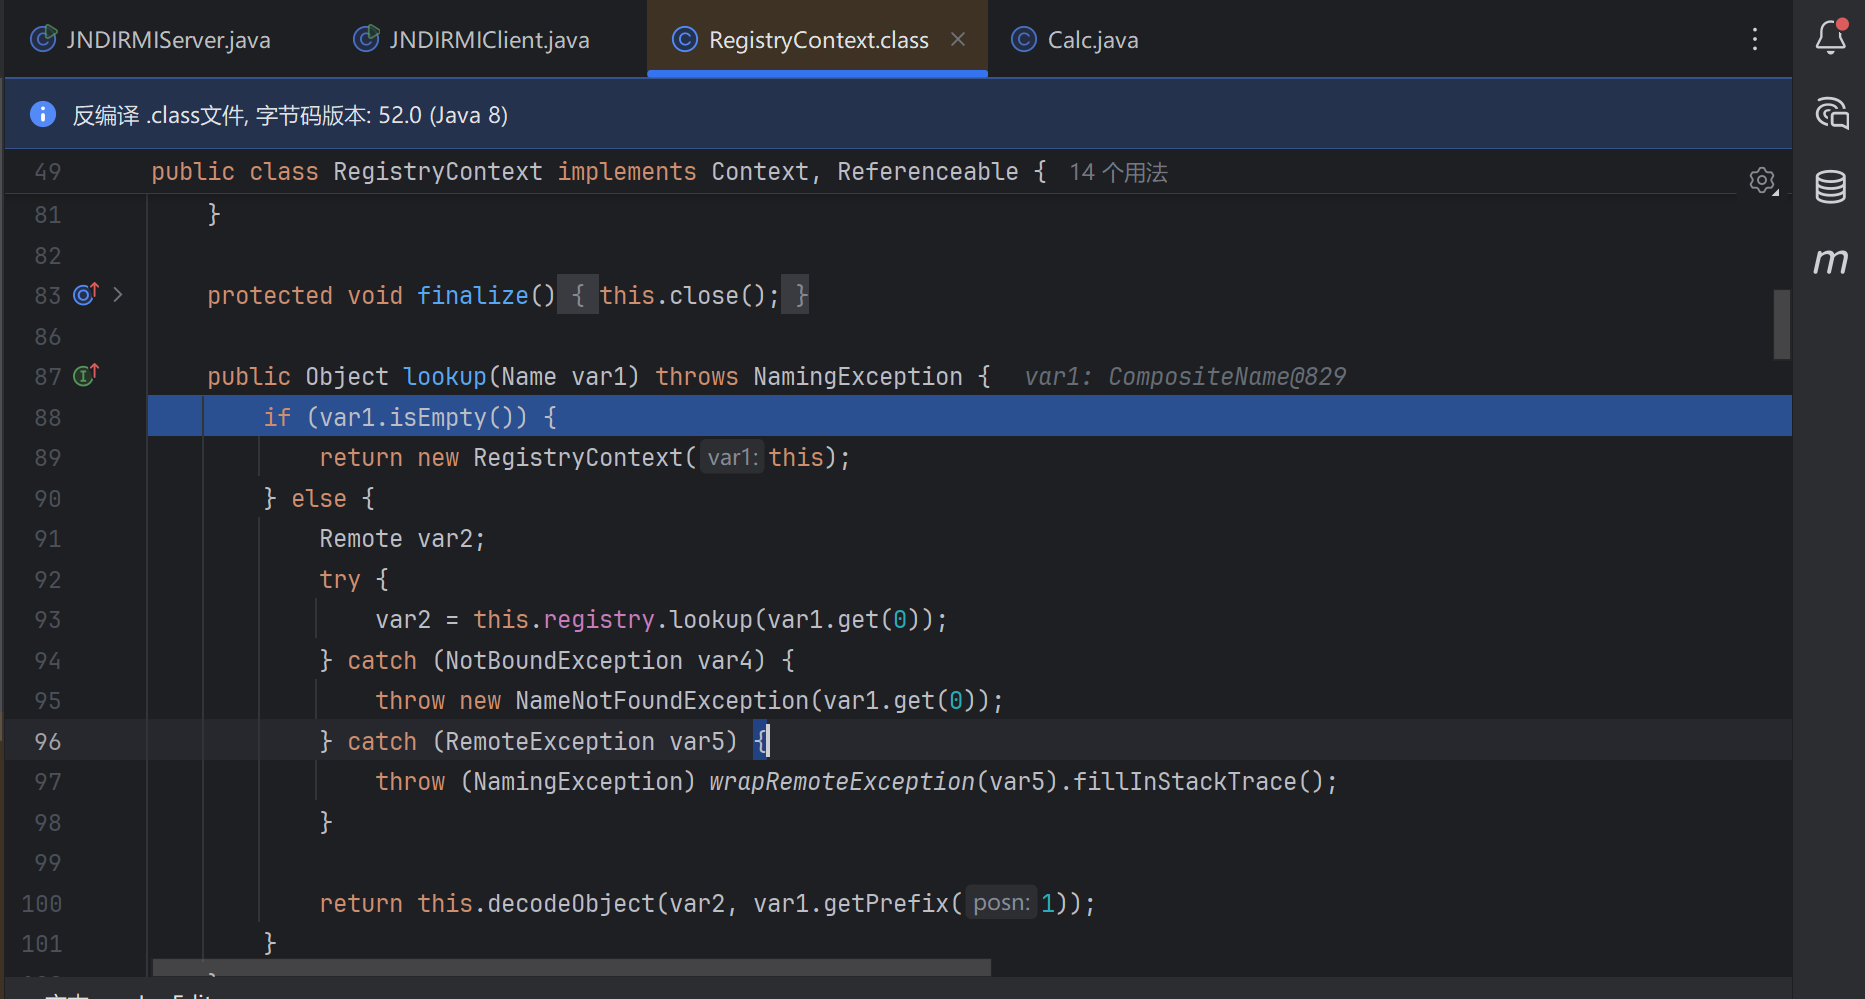 JNDIRMIServer.java JNDIRMIClient.java RegistryContext.class Calc.java
反编译 .class文件, 字节码版本: 52.0 (Java 8)
49 public class RegistryContext implements Context, Referenceable { 14 个用法
81 }
82
83 protected void finalize() { this.close(); }
86
87 public Object lookup(Name var1) throws NamingException { var1: CompositeName@829
88 if (var1.isEmpty()) {
89 return new RegistryContext( var1: this);
90 } else {
91 Remote var2;
92 try {
93 var2 = this.registry.lookup(var1.get(0));
94 } catch (NotBoundException var4) {
95 throw new NameNotFoundException(var1.get(0));
96 } catch (RemoteException var5) {
97 throw (NamingException) wrapRemoteException(var5).fillInStackTrace();
98 }
99
100 return this.decodeObject(var2, var1.getPrefix( posn: 1));
101 }